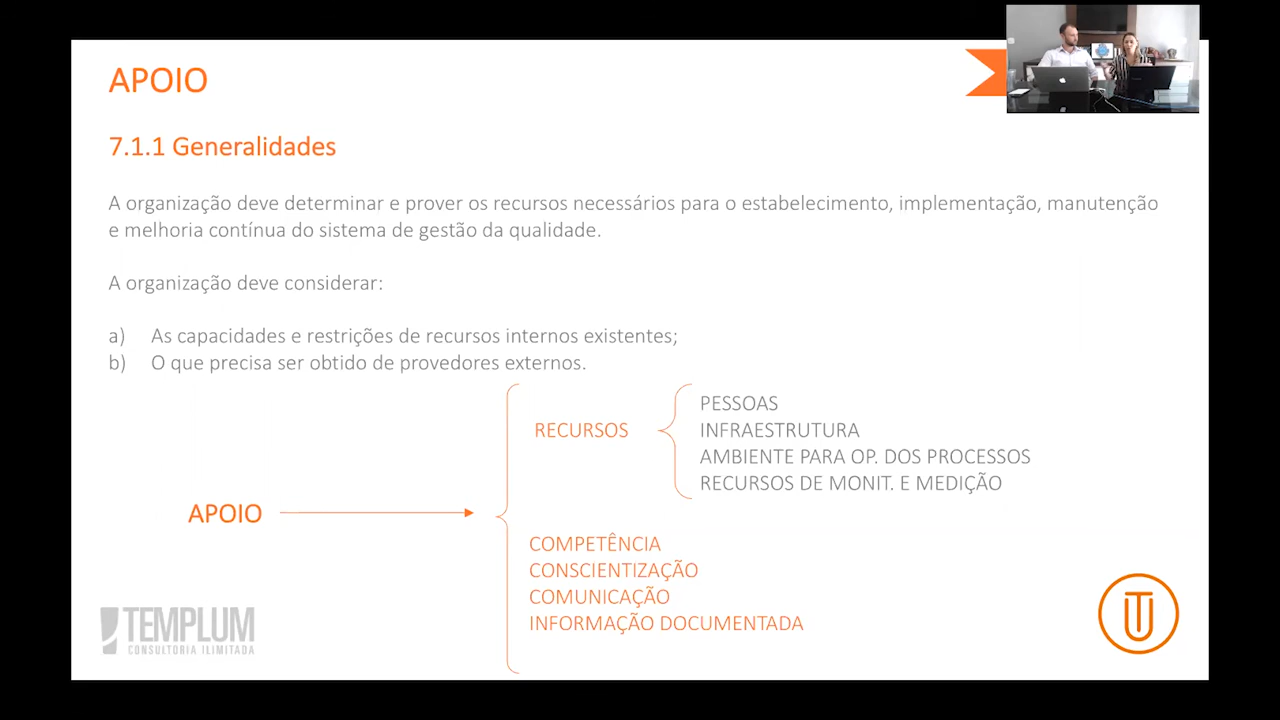 APOIO
7.1.1 Generalidades
A organização deve determinar e prover os recursos necessários para o estabelecimento, implementação, manutenção
e melhoria contínua do sistema de gestão da qualidade.
A organização deve considerar:
a) As capacidades e restrições de recursos internos existentes;
b) O que precisa ser obtido de provedores externos.
RECURSOS
PESSOAS
INFRAESTRUTURA
AMBIENTE PARA OP. DOS PROCESSOS
RECURSOS DE MONIT. E MEDIÇÃO
APOIO
COMPETÊNCIA
CONSCIENTIZAÇÃO
COMUNICAÇÃO
INFORMAÇÃO DOCUMENTADA
TEMPLUM
CONSULTORIA ILIMITADA